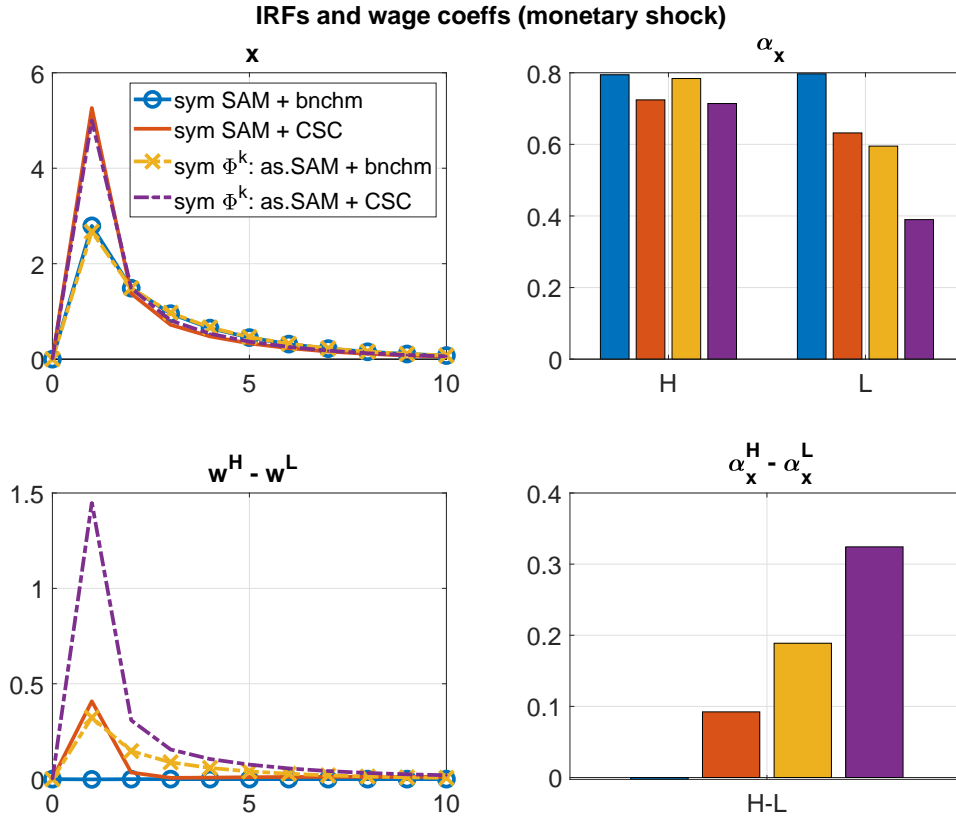 IRFs and wage coeffs (monetary shock)
x
6
4
2
0
0
5
10
sym SAM + bnchm
sym SAM + CSC
sym Φ^k: as.SAM + bnchm
sym Φ^k: as.SAM + CSC
α_x
0.8
0.6
0.4
0.2
0
H
L
w^H - w^L
1.5
1
0.5
0
0
5
10
α_x^H - α_x^L
0.4
0.3
0.2
0.1
0
H-L